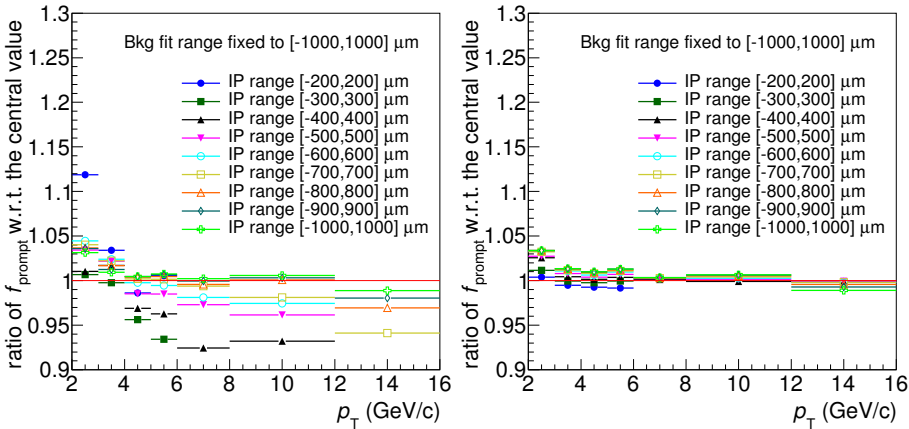 ratio of f_prompt w.r.t. the central value
1.3
1.25
1.2
1.15
1.1
1.05
1
0.95
0.9
Bkg fit range fixed to [-1000,1000] μm
IP range [-200,200] μm
IP range [-300,300] μm
IP range [-400,400] μm
IP range [-500,500] μm
IP range [-600,600] μm
IP range [-700,700] μm
IP range [-800,800] μm
IP range [-900,900] μm
IP range [-1000,1000] μm
2 4 6 8 10 12 14 16
p_T (GeV/c)
ratio of f_prompt w.r.t. the central value
1.3
1.25
1.2
1.15
1.1
1.05
1
0.95
0.9
Bkg fit range fixed to [-1000,1000] μm
IP range [-200,200] μm
IP range [-300,300] μm
IP range [-400,400] μm
IP range [-500,500] μm
IP range [-600,600] μm
IP range [-700,700] μm
IP range [-800,800] μm
IP range [-900,900] μm
IP range [-1000,1000] μm
2 4 6 8 10 12 14 16
p_T (GeV/c)